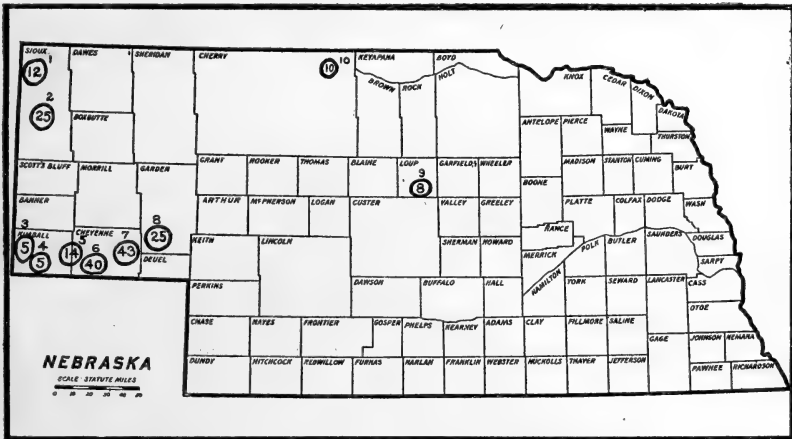 SIOUX 1 DAWES SHERIDAN CHERRY 10 10 KEYAPAHA BOYD
12 BROWN ROCK HOLT KNOX CEDAR DIXON DAKOTA
2
25 BOXBUTTE ANTELOPE PIERCE WAYNE THURSTON
SCOTT'S BLUFF MORRILL GARDEN GRANT HOOKER THOMAS BLAINE LOUP GARFIELD WHEELER MADISON STANTON CUMING BURT
9
8 BOONE
BANNER ARTHUR McPHERSON LOGAN CUSTER VALLEY GREELEY PLATTE COLFAX DODGE WASH
3 KIMBALL CHEYENNE 8 NANCE
5 4 5 7 25 KEITH LINCOLN SHERMAN HOWARD MERRICK POLK BUTLER SAUNDERS DOUGLAS
5 14 6 43 DEUEL SARPY
40
PERKINS DAWSON BUFFALO HALL HAMILTON YORK SEWARD LANCASTER CASS
OTOE
CHASE HAYES FRONTIER GOSPER PHELPS KEARNEY ADAMS CLAY FILLMORE SALINE
GAGE JOHNSON NEMAHA
DUNDY HITCHCOCK REDWILLOW FURNAS HARLAN FRANKLIN WEBSTER NUCKOLLS THAYER JEFFERSON PAWNEE RICHARDSON
NEBRASKA
SCALE STATUTE MILES